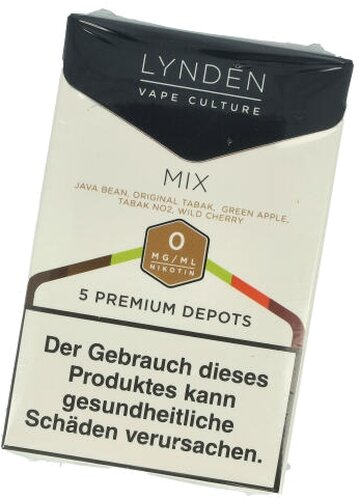 LYNDEN
VAPE CULTURE
MIX
JAVA BEAN, ORIGINAL TABAK, GREEN APPLE,
TABAK NO2, WILD CHERRY
0
MG/ML
NIKOTIN
5 PREMIUM DEPOTS
Der Gebrauch dieses
Produktes kann
gesundheitliche
Schäden verursachen.